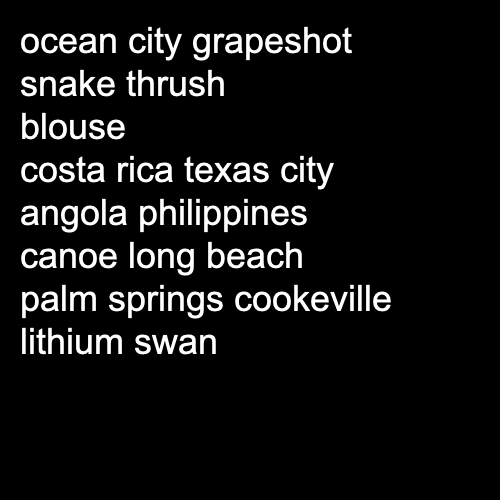 ocean city grapeshot
snake thrush
blouse
costa rica texas city
angola philippines
canoe long beach
palm springs cookeville
lithium swan